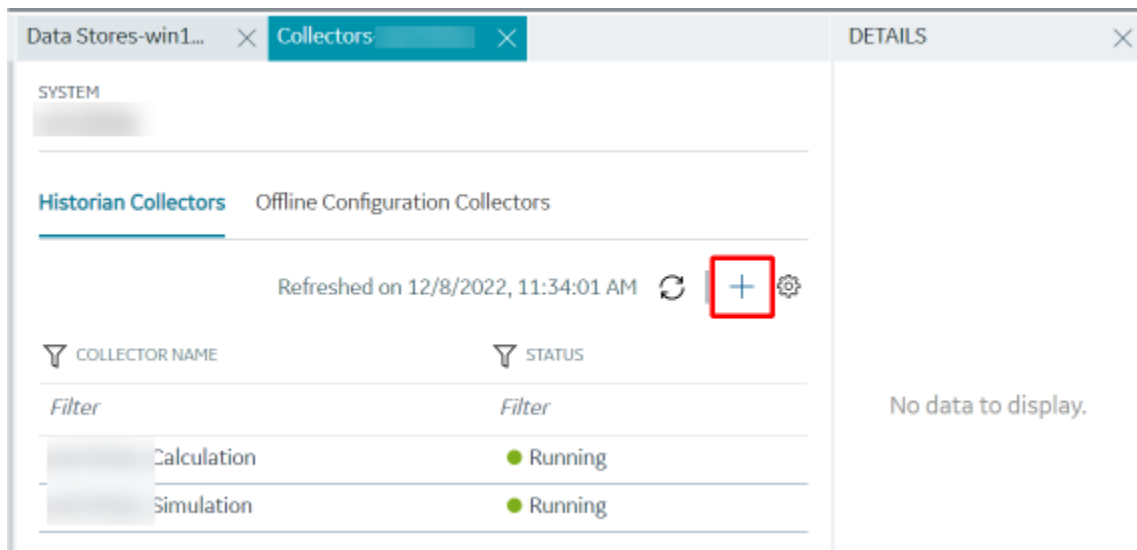 Data Stores-win1... Collectors- DETAILS
SYSTEM
Historian Collectors Offline Configuration Collectors
Refreshed on 12/8/2022, 11:34:01 AM
COLLECTOR NAME STATUS
Filter Filter
No data to display.
Calculation Running
Simulation Running